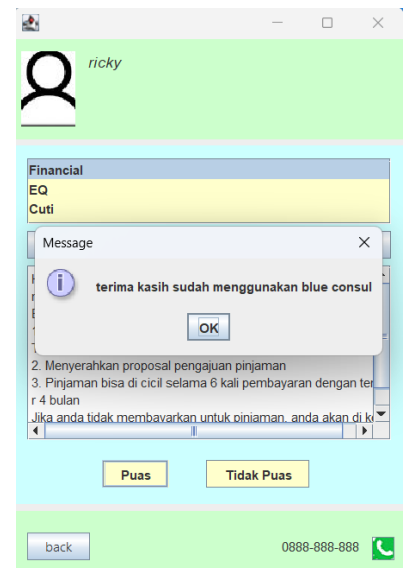 ricky
Financial
EQ
Cuti
Message
terima kasih sudah menggunakan blue consul
OK
2. Menyerahkan proposal pengajuan pinjaman
3. Pinjaman bisa di cicil selama 6 kali pembayaran dengan ter
r 4 bulan
Jika anda tidak membayarkan untuk pinjaman, anda akan di
Puas
Tidak Puas
back
0888-888-888